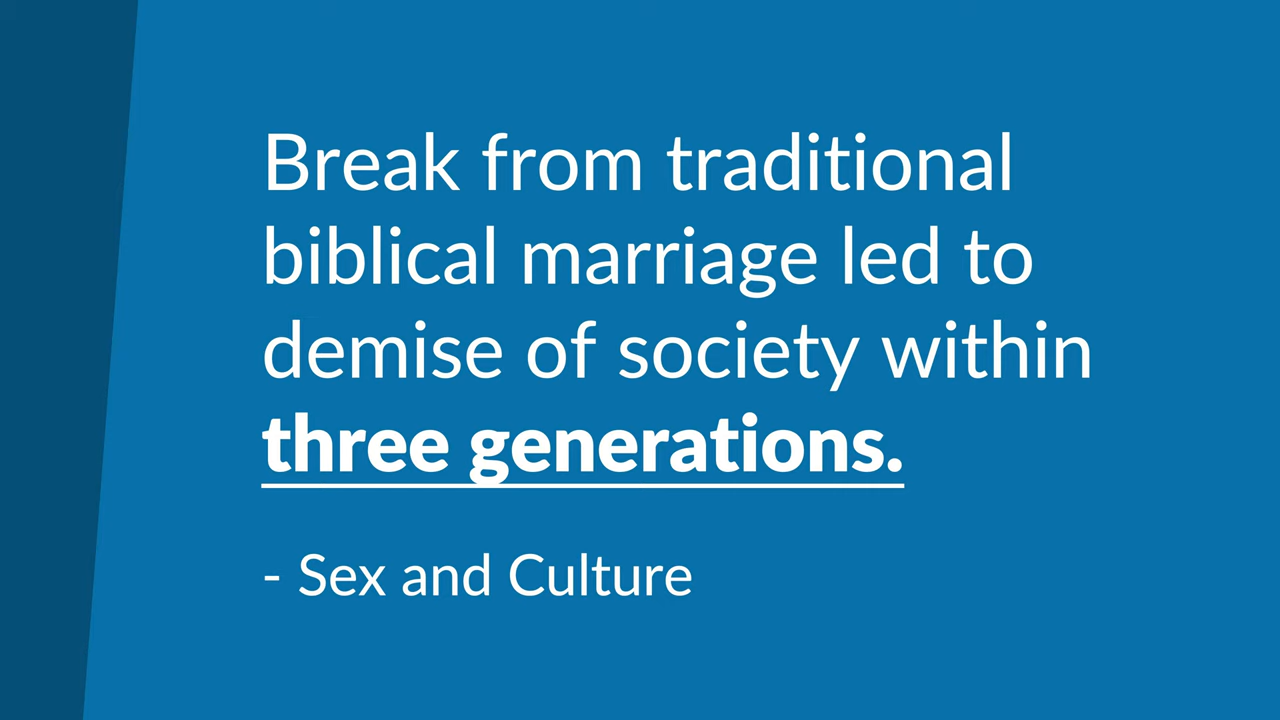 Break from traditional
biblical marriage led to
demise of society within
three generations.
- Sex and Culture